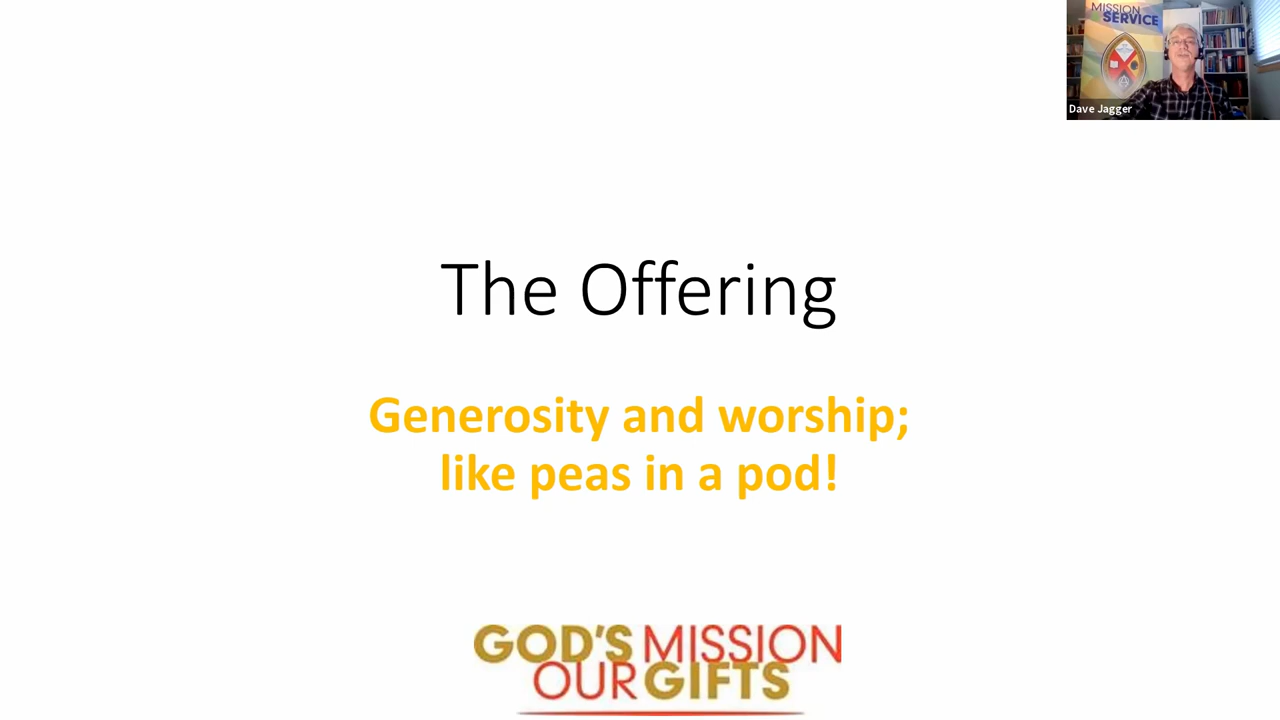 MISSION
& SERVICE
Dave Jagger
The Offering
Generosity and worship;
like peas in a pod!
GOD'S MISSION
OUR GIFTS